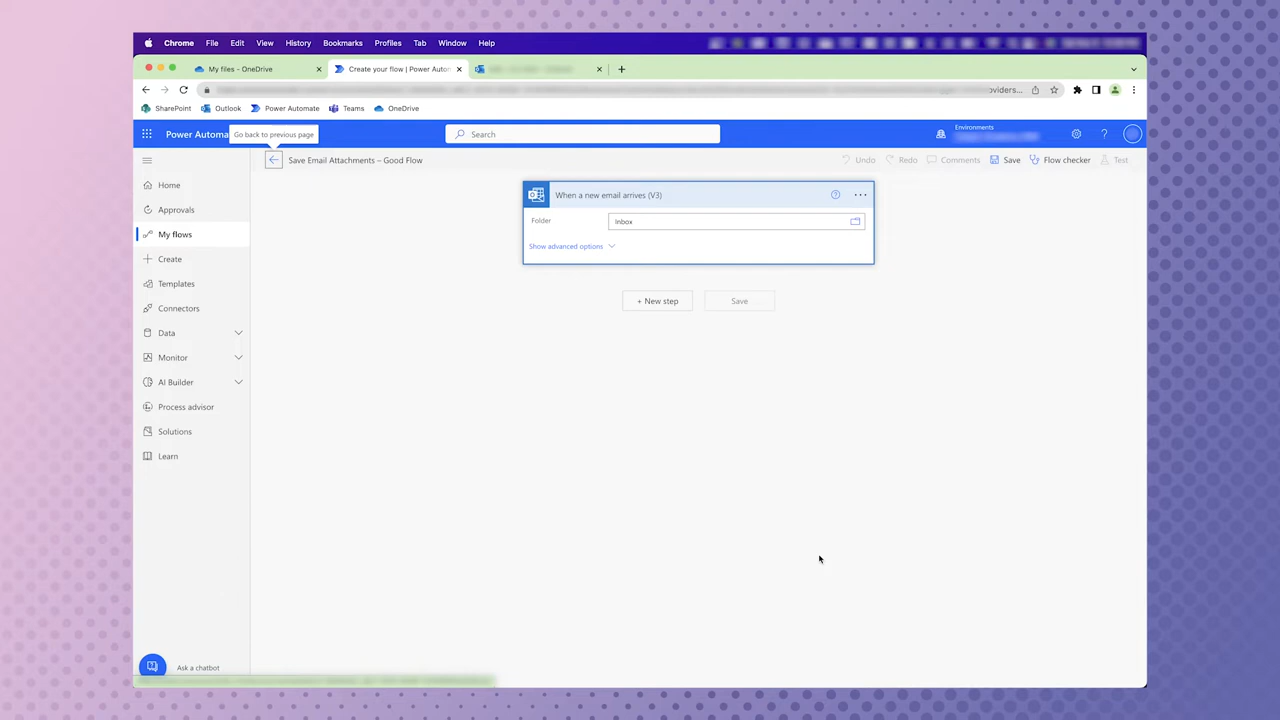 Chrome File Edit View History Bookmarks Profiles Tab Window Help
My files - OneDrive Create your flow | Power Autom
oviders...
SharePoint Outlook Power Automate Teams OneDrive
Power Automa Go back to previous page Search Environments
Save Email Attachments – Good Flow Undo Redo Comments Save Flow checker Test
Home
Approvals
My flows
Create
Templates
Connectors
Data
Monitor
AI Builder
Process advisor
Solutions
Learn
Ask a chatbot
When a new email arrives (V3)
Folder Inbox
Show advanced options
+ New step Save